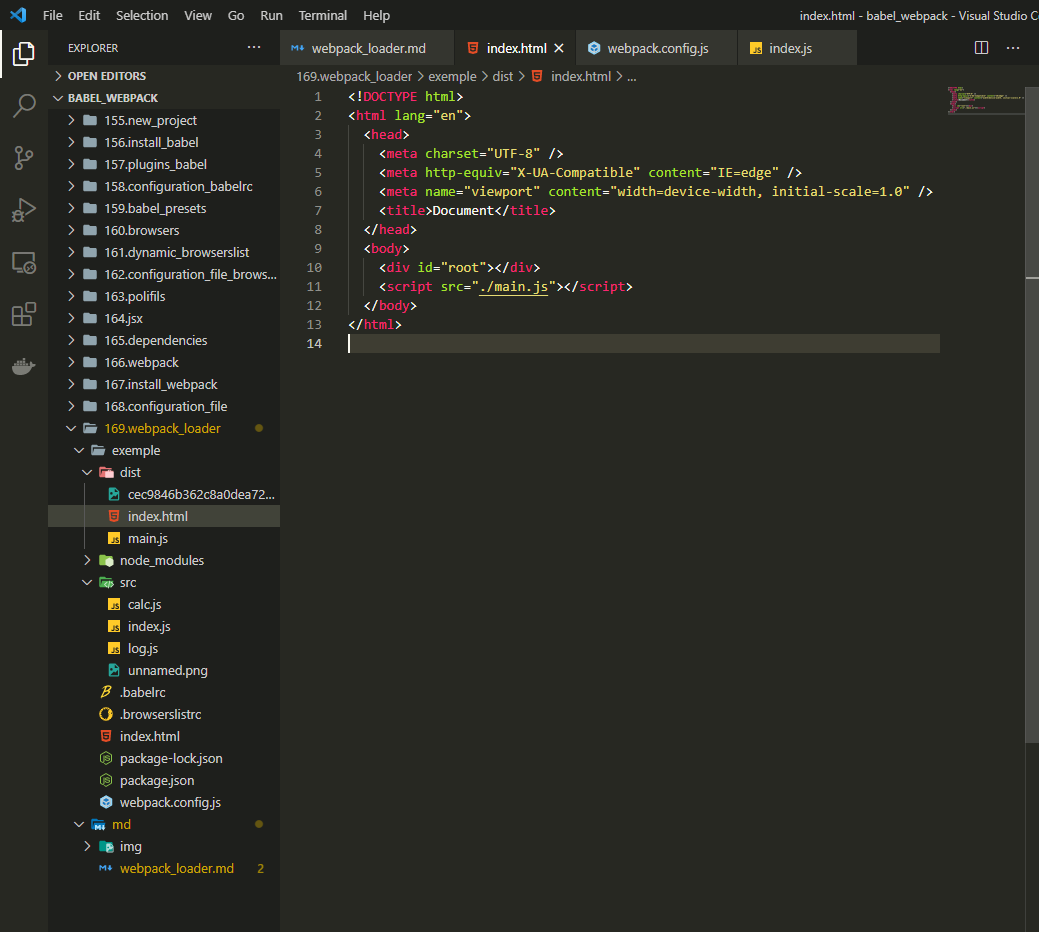 File Edit Selection View Go Run Terminal Help index.html - babel_webpack - Visual Studio C
EXPLORER
OPEN EDITORS
BABEL_WEBPACK
155.new_project
156.install_babel
157.plugins_babel
158.configuration_babelrc
159.babel_presets
160.browsers
161.dynamic_browserslist
162.configuration_file_brows...
163.polifils
164.jsx
165.dependencies
166.webpack
167.install_webpack
168.configuration_file
169.webpack_loader
exemple
dist
cec9846b362c8a0dea72...
index.html
main.js
node_modules
src
calc.js
index.js
log.js
unnamed.png
.babelrc
.browserslistrc
index.html
package-lock.json
package.json
webpack.config.js
md
img
webpack_loader.md 2
webpack_loader.md index.html webpack.config.js index.js
169.webpack_loader > exemple > dist > index.html > ...
1 <!DOCTYPE html>
2 <html lang="en">
3 <head>
4 <meta charset="UTF-8" />
5 <meta http-equiv="X-UA-Compatible" content="IE=edge" />
6 <meta name="viewport" content="width=device-width, initial-scale=1.0" />
7 <title>Document</title>
8 </head>
9 <body>
10 <div id="root"></div>
11 <script src="./main.js"></script>
12 </body>
13 </html>
14